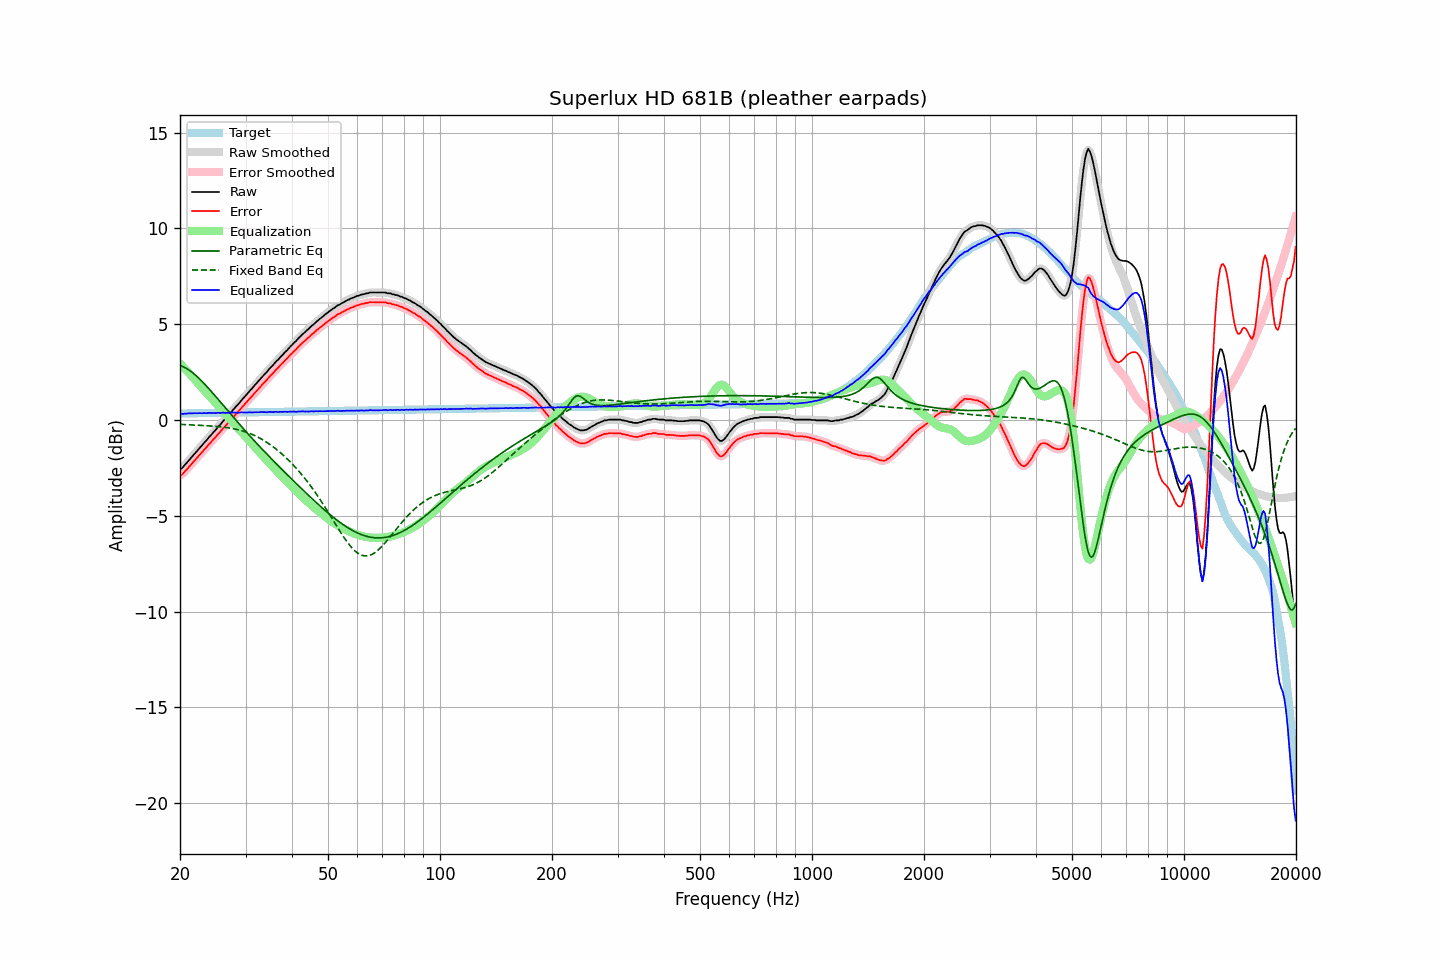 Superlux HD 681B (pleather earpads)
Target
Raw Smoothed
Error Smoothed
Raw
Error
Equalization
Parametric Eq
Fixed Band Eq
Equalized
Amplitude (dBr)
15
10
5
0
−5
−10
−15
−20
20 50 100 200 500 1000 2000 5000 10000 20000
Frequency (Hz)